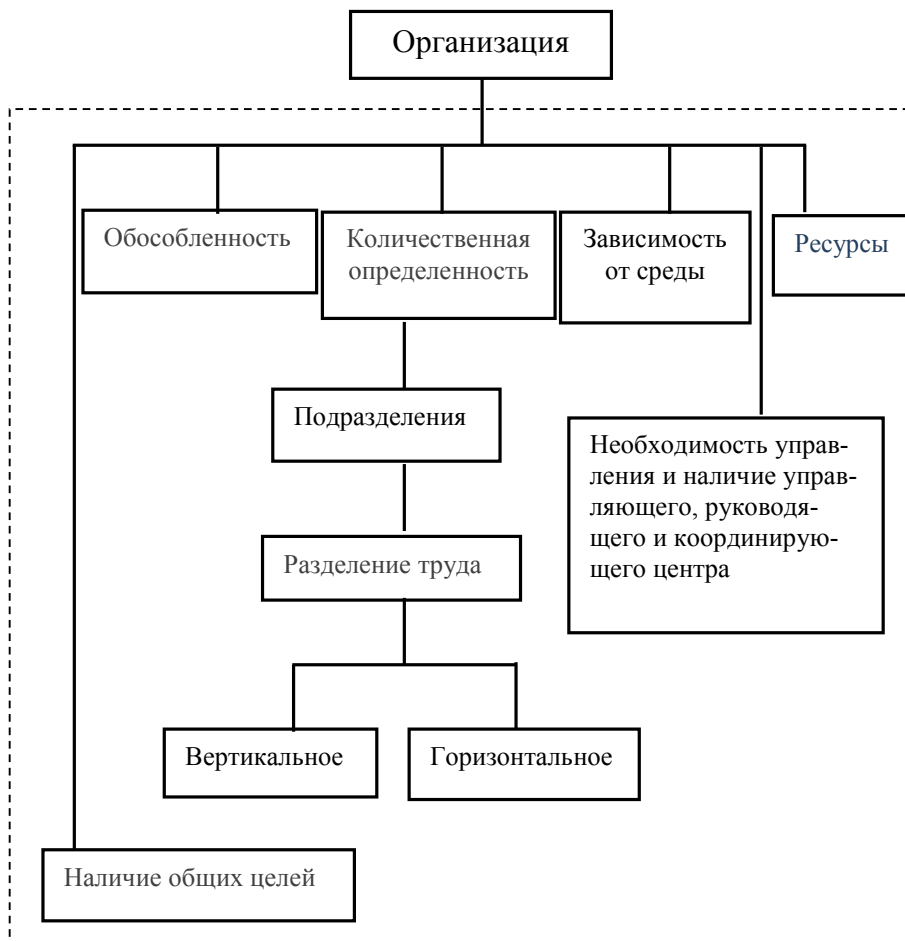 Организация
Обособленность
Количественная
определенность
Зависимость
от среды
Ресурсы
Подразделения
Необходимость управ-
ления и наличие управ-
ляющего, руководя-
щего и координирую-
щего центра
Разделение труда
Вертикальное
Горизонтальное
Наличие общих целей